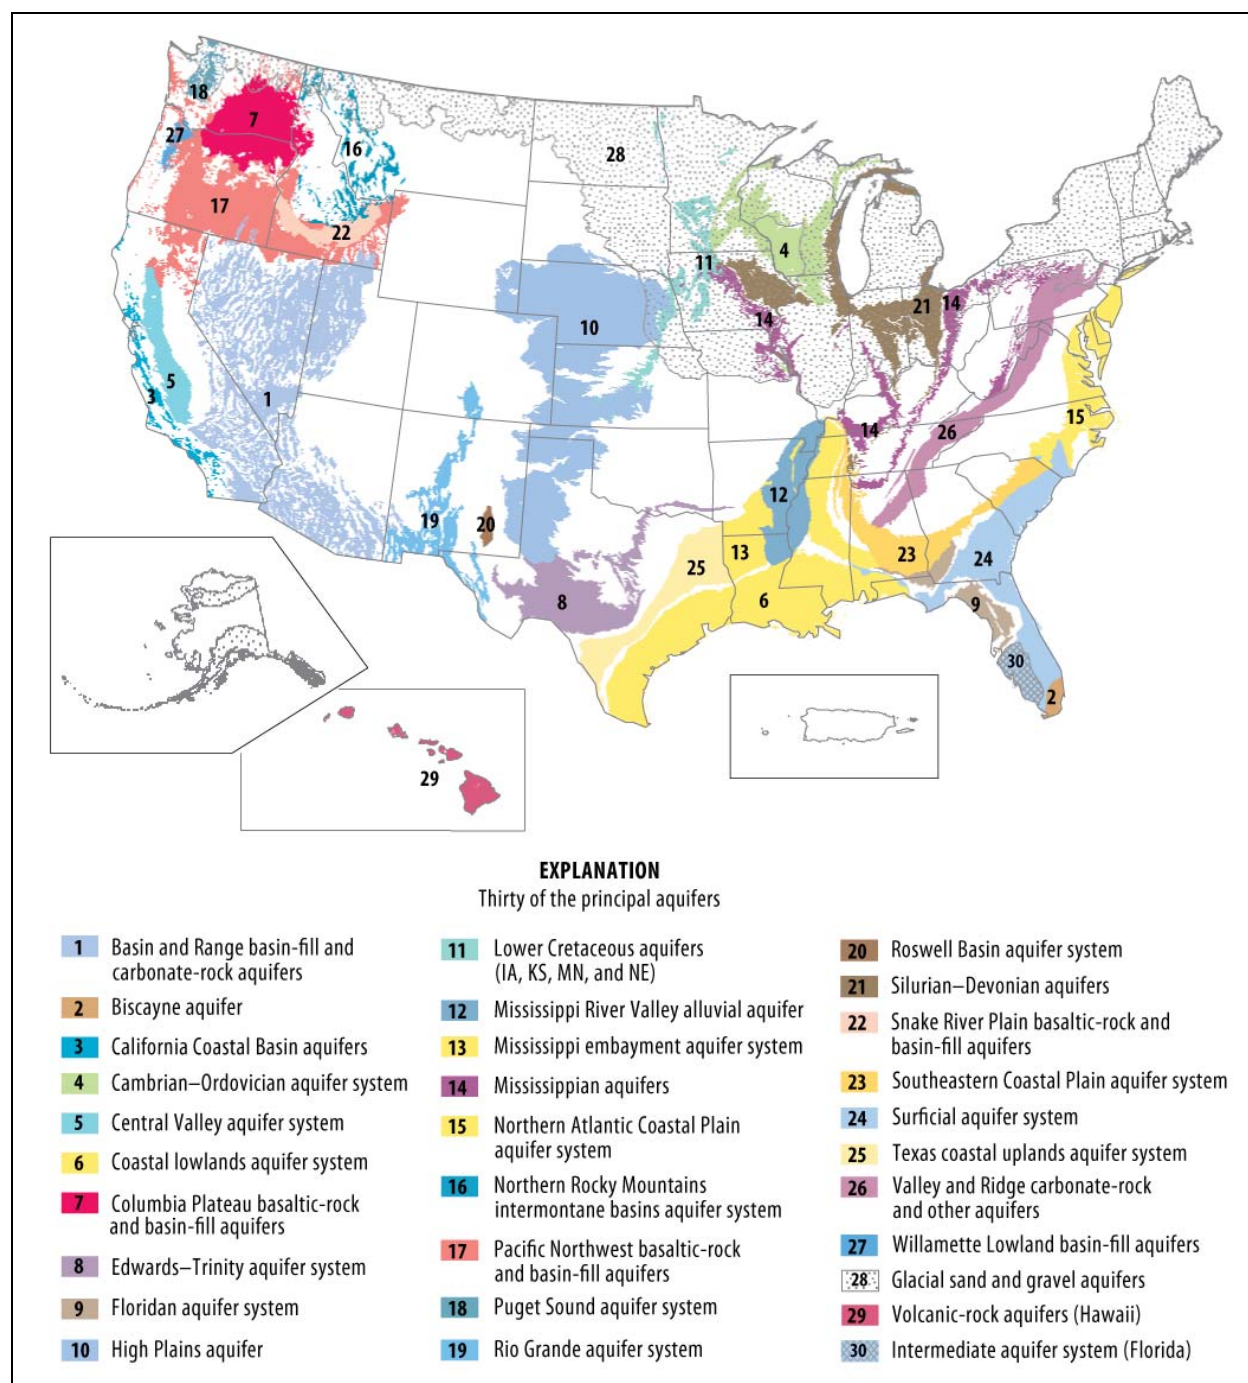 18
7
27
16
28
17
22
4
11
10
14
21
14
5
3
1
14
26
15
12
19
20
13
25
23
24
8
6
9
30
2
29
EXPLANATION
Thirty of the principal aquifers
1 Basin and Range basin-fill and
carbonate-rock aquifers
2 Biscayne aquifer
3 California Coastal Basin aquifers
4 Cambrian–Ordovician aquifer system
5 Central Valley aquifer system
6 Coastal lowlands aquifer system
7 Columbia Plateau basaltic-rock
and basin-fill aquifers
8 Edwards–Trinity aquifer system
9 Floridan aquifer system
10 High Plains aquifer
11 Lower Cretaceous aquifers
(IA, KS, MN, and NE)
12 Mississippi River Valley alluvial aquifer
13 Mississippi embayment aquifer system
14 Mississippian aquifers
15 Northern Atlantic Coastal Plain
aquifer system
16 Northern Rocky Mountains
intermontane basins aquifer system
17 Pacific Northwest basaltic-rock
and basin-fill aquifers
18 Puget Sound aquifer system
19 Rio Grande aquifer system
20 Roswell Basin aquifer system
21 Silurian–Devonian aquifers
22 Snake River Plain basaltic-rock and
basin-fill aquifers
23 Southeastern Coastal Plain aquifer system
24 Surficial aquifer system
25 Texas coastal uplands aquifer system
26 Valley and Ridge carbonate-rock
and other aquifers
27 Willamette Lowland basin-fill aquifers
28 Glacial sand and gravel aquifers
29 Volcanic-rock aquifers (Hawaii)
30 Intermediate aquifer system (Florida)